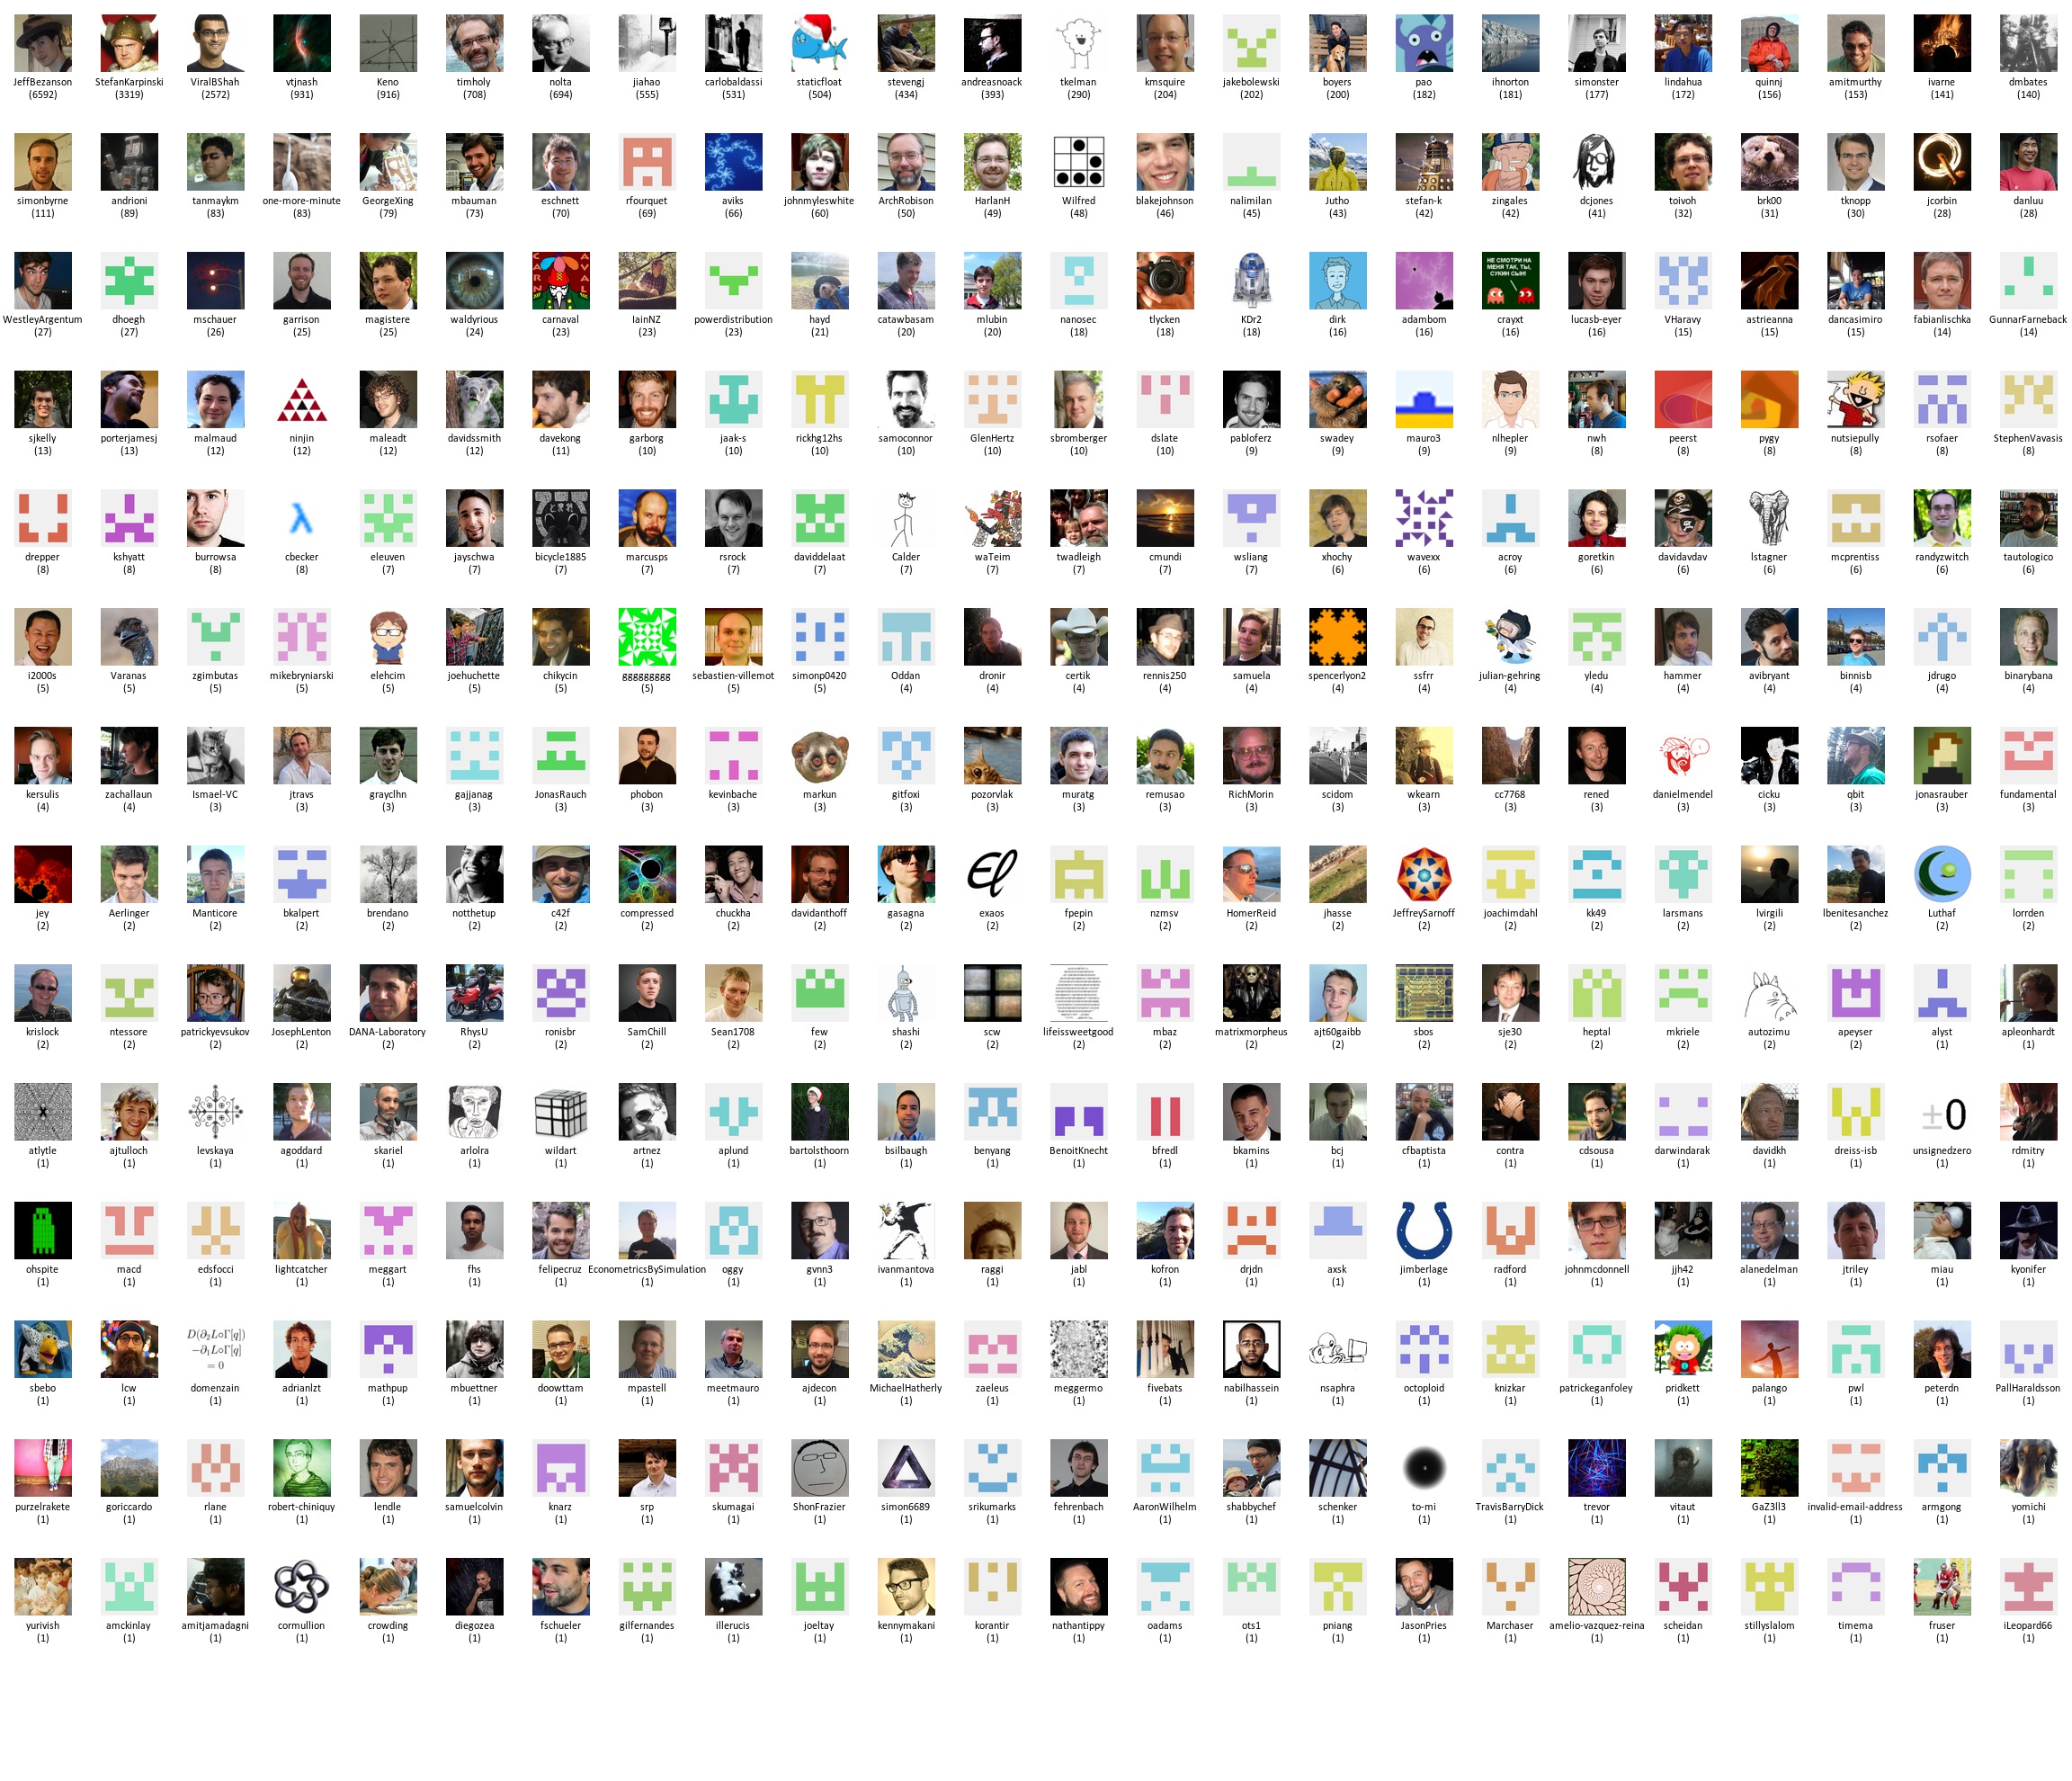 JeffBezanson StefanKarpinski ViralBShah vtjnash Keno timholy nolta jiahao carlobaldassi staticfloat stevengj andreasnoack tkelman kmsquire jakebolewski boyers pao ihnorton simonster lindahua quinnj amitmurthy ivarne dmbates
(6592) (3319) (2572) (931) (916) (708) (694) (555) (531) (504) (434) (393) (290) (204) (202) (200) (182) (181) (177) (172) (156) (153) (141) (140)
simonbyrne andrioni tanmaykm one-more-minute GeorgeXing mbauman eschnett rfourquet aviks johnmyleswhite ArchRobison HarlanH Wilfred blakejohnson nalimilan Jutho stefan-k zingales dcjones toivoh brk00 tknopp jcorbin danluu
(111) (89) (83) (83) (79) (73) (70) (69) (66) (60) (50) (49) (48) (46) (45) (43) (42) (42) (41) (32) (31) (30) (28) (28)
CARN AVAL
НЕ СМОТРИ НА
МЕНЯ ТАК, ТЫ,
СУКИН СЫН!
WestleyArgentum dhoegh mschauer garrison magistere waldyrious carnaval IainNZ powerdistribution hayd catawbasam mlubin nanosec tlycken KDr2 dirk adambom crayxt lucasb-eyer VHaravy astrieanna dancasimiro fabianlischka GunnarFarneback
(27) (27) (26) (25) (25) (24) (23) (23) (23) (21) (20) (20) (18) (18) (18) (16) (16) (16) (16) (15) (15) (15) (14) (14)
sjkelly porterjamesj malmaud ninjin maleadt davidssmith davekong garborg jaak-s rickhg12hs samoconnor GlenHertz sbromberger dslate pabloferz swadey mauro3 nlhepler nwh peerst pygy nutsiepully rsofaer StephenVavasis
(13) (13) (12) (12) (12) (12) (11) (10) (10) (10) (10) (10) (10) (10) (9) (9) (9) (9) (8) (8) (8) (8) (8) (8)
λ
drepper kshyatt burrowsa cbecker eleuven jayschwa bicycle1885 marcusps rsrock daviddelaat Calder waTeim twadleigh cmundi wsliang xhochy wavexx acroy goretkin davidavdav lstagner mcprentiss randyzwitch tautologico
(8) (8) (8) (8) (7) (7) (7) (7) (7) (7) (7) (7) (7) (7) (7) (6) (6) (6) (6) (6) (6) (6) (6) (6)
i2000s Varanas zgimbutas mikebryniarski elehcim joehuchette chikycin ggggggggg sebastien-villemot simonp0420 Oddan dronir certik rennis250 samuela spencerlyon2 ssfrr julian-gehring yledu hammer avibryant binnisb jdrugo binarybana
(5) (5) (5) (5) (5) (5) (5) (5) (5) (5) (4) (4) (4) (4) (4) (4) (4) (4) (4) (4) (4) (4) (4) (4)
kersulis zachallaun Ismael-VC jtravs grayclhn gajjanag JonasRauch phobon kevinbache markun gitfoxi pozorvlak muratg remusao RichMorin scidom wkearn cc7768 rened danielmendel cicku qbit jonasrauber fundamental
(4) (4) (3) (3) (3) (3) (3) (3) (3) (3) (3) (3) (3) (3) (3) (3) (3) (3) (3) (3) (3) (3) (3) (3)
El
jey Aerlinger Manticore bkalpert brendano notthetup c42f compressed chuckha davidanthoff gasagna exaos fpepin nzmsv HomerReid jhasse JeffreySarnoff joachimdahl kk49 larsmans lvirgili lbenitesanchez Luthaf lorrden
(2) (2) (2) (2) (2) (2) (2) (2) (2) (2) (2) (2) (2) (2) (2) (2) (2) (2) (2) (2) (2) (2) (2) (2)
krislock ntessore patrickyevsukov JosephLenton DANA-Laboratory RhysU ronisbr SamChill Sean1708 few shashi scw lifeissweetgood mbaz matrixmorpheus ajt60gaibb sbos sje30 heptal mkriele autozimu apeyser alyst apleonhardt
(2) (2) (2) (2) (2) (2) (2) (2) (2) (2) (2) (2) (2) (2) (2) (2) (2) (2) (2) (2) (2) (2) (1) (1)
±0
atlytle ajtulloch levskaya agoddard skariel arlolra wildart artnez aplund bartolsthoorn bsilbaugh benyang BenoitKnecht bfredl bkamins bcj cfbaptista contra cdsousa darwindarak davidkh dreiss-isb unsignedzero rdmitry
(1) (1) (1) (1) (1) (1) (1) (1) (1) (1) (1) (1) (1) (1) (1) (1) (1) (1) (1) (1) (1) (1) (1) (1)
ohspite macd edsfocci lightcatcher meggart fhs felipecruz EconometricsBySimulation oggy gvnn3 ivanmantova raggi jabl kofron drjdn axsk jimberlage radford johnmcdonnell jjh42 alanedelman jtriley miau kyonifer
(1) (1) (1) (1) (1) (1) (1) (1) (1) (1) (1) (1) (1) (1) (1) (1) (1) (1) (1) (1) (1) (1) (1) (1)
D(∂₂L∘Γ[q])
−∂₁L∘Γ[q]
= 0
sbebo lcw domenzain adrianlzt mathpup mbuettner doowttam mpastell meetmauro ajdecon MichaelHatherly zaeleus meggermo fivebats nabilhassein nsaphra octoploid knizkar patrickeganfoley pridkett palango pwl peterdn PallHaraldsson
(1) (1) (1) (1) (1) (1) (1) (1) (1) (1) (1) (1) (1) (1) (1) (1) (1) (1) (1) (1) (1) (1) (1) (1)
purzelrakete goriccardo rlane robert-chiniquy lendle samuelcolvin knarz srp skumagai ShonFrazier simon6689 srikumarks fehrenbach AaronWilhelm shabbychef schenker to-mi TravisBarryDick trevor vitaut GaZ3ll3 invalid-email-address armgong yomichi
(1) (1) (1) (1) (1) (1) (1) (1) (1) (1) (1) (1) (1) (1) (1) (1) (1) (1) (1) (1) (1) (1) (1) (1)
yurivish amckinlay amitjamadagni cormullion crowding diegozea fschueler gilfernandes illerucis joeltay kennymakani korantir nathantippy oadams ots1 pniang JasonPries Marchaser amelio-vazquez-reina scheidan stillyslalom timema fruser iLeopard66
(1) (1) (1) (1) (1) (1) (1) (1) (1) (1) (1) (1) (1) (1) (1) (1) (1) (1) (1) (1) (1) (1) (1) (1)